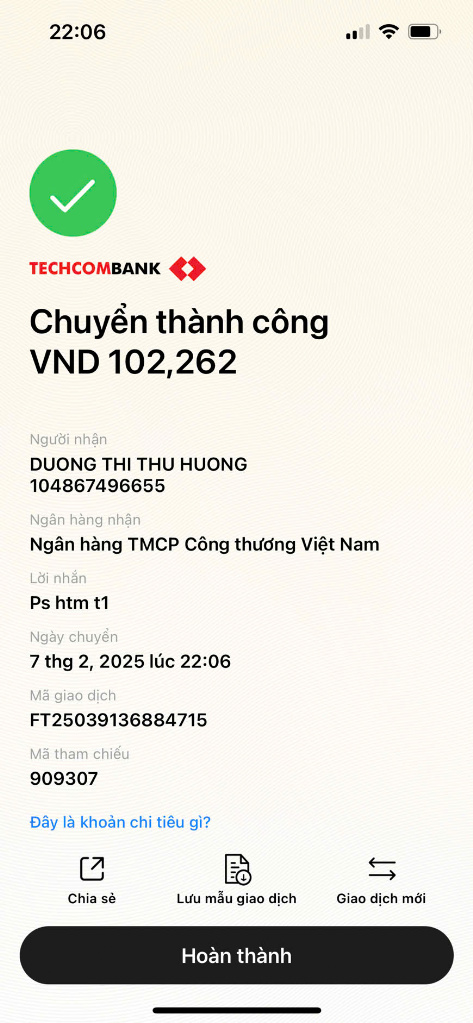 22:06
TECHCOMBANK
Chuyển thành công
VND 102,262
Người nhận
DUONG THI THU HUONG
104867496655
Ngân hàng nhận
Ngân hàng TMCP Công thương Việt Nam
Lời nhắn
Ps htm t1
Ngày chuyển
7 thg 2, 2025 lúc 22:06
Mã giao dịch
FT25039136884715
Mã tham chiếu
909307
Đây là khoản chi tiêu gì?
Chia sẻ
Lưu mẫu giao dịch
Giao dịch mới
Hoàn thành